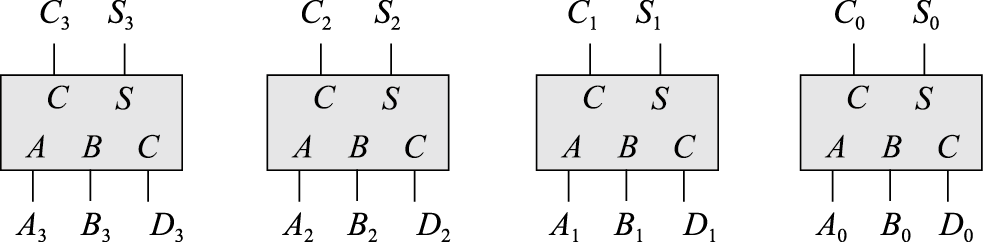 C₃ S₃ C₂ S₂ C₁ S₁ C₀ S₀
C S C S C S C S
A B C A B C A B C A B C
A₃ B₃ D₃ A₂ B₂ D₂ A₁ B₁ D₁ A₀ B₀ D₀